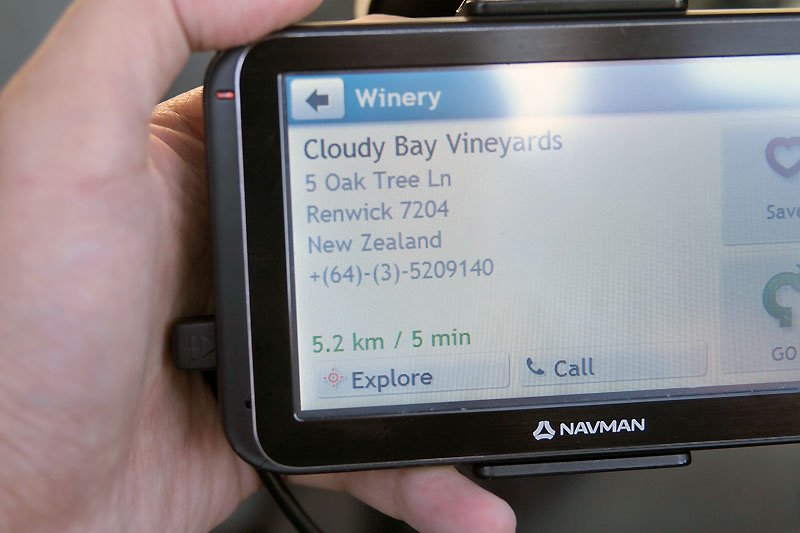 Winery
Cloudy Bay Vineyards
5 Oak Tree Ln
Renwick 7204
New Zealand
+(64)-(3)-5209140
Save
5.2 km / 5 min
GO
Explore
Call
NAVMAN